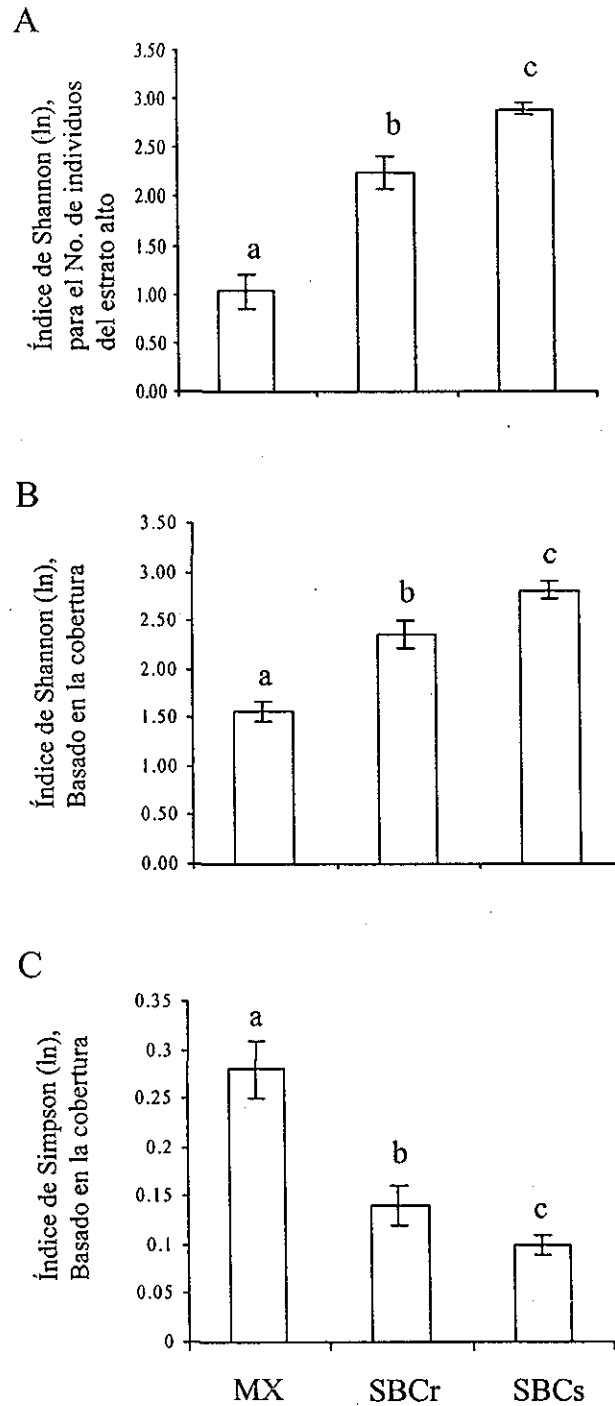 A
Índice de Shannon (ln),
para el No. de individuos
del estrato alto
3.50
3.00
2.50
2.00
1.50
1.00
0.50
0.00
a
b
c
B
Índice de Shannon (ln),
Basado en la cobertura
3.50
3.00
2.50
2.00
1.50
1.00
0.50
0.00
a
b
c
C
Índice de Simpson (ln),
Basado en la cobertura
0.35
0.3
0.25
0.2
0.15
0.1
0.05
0
a
b
c
MX SBCr SBCs